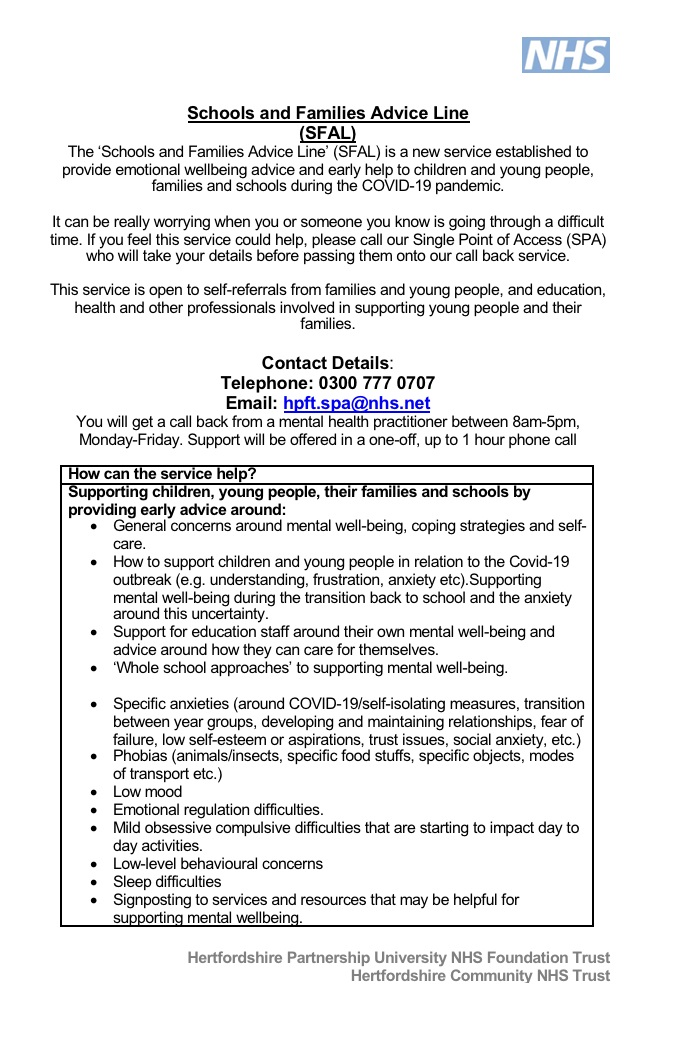 NHS
Schools and Families Advice Line
(SFAL)
The ‘Schools and Families Advice Line’ (SFAL) is a new service established to
provide emotional wellbeing advice and early help to children and young people,
families and schools during the COVID-19 pandemic.
It can be really worrying when you or someone you know is going through a difficult
time. If you feel this service could help, please call our Single Point of Access (SPA)
who will take your details before passing them onto our call back service.
This service is open to self-referrals from families and young people, and education,
health and other professionals involved in supporting young people and their
families.
Contact Details:
Telephone: 0300 777 0707
Email: hpft.spa@nhs.net
You will get a call back from a mental health practitioner between 8am-5pm,
Monday-Friday. Support will be offered in a one-off, up to 1 hour phone call
How can the service help?
Supporting children, young people, their families and schools by
providing early advice around:
• General concerns around mental well-being, coping strategies and self-
care.
• How to support children and young people in relation to the Covid-19
outbreak (e.g. understanding, frustration, anxiety etc).Supporting
mental well-being during the transition back to school and the anxiety
around this uncertainty.
• Support for education staff around their own mental well-being and
advice around how they can care for themselves.
• ‘Whole school approaches’ to supporting mental well-being.
• Specific anxieties (around COVID-19/self-isolating measures, transition
between year groups, developing and maintaining relationships, fear of
failure, low self-esteem or aspirations, trust issues, social anxiety, etc.)
• Phobias (animals/insects, specific food stuffs, specific objects, modes
of transport etc.)
• Low mood
• Emotional regulation difficulties.
• Mild obsessive compulsive difficulties that are starting to impact day to
day activities.
• Low-level behavioural concerns
• Sleep difficulties
• Signposting to services and resources that may be helpful for
supporting mental wellbeing.
Hertfordshire Partnership University NHS Foundation Trust
Hertfordshire Community NHS Trust